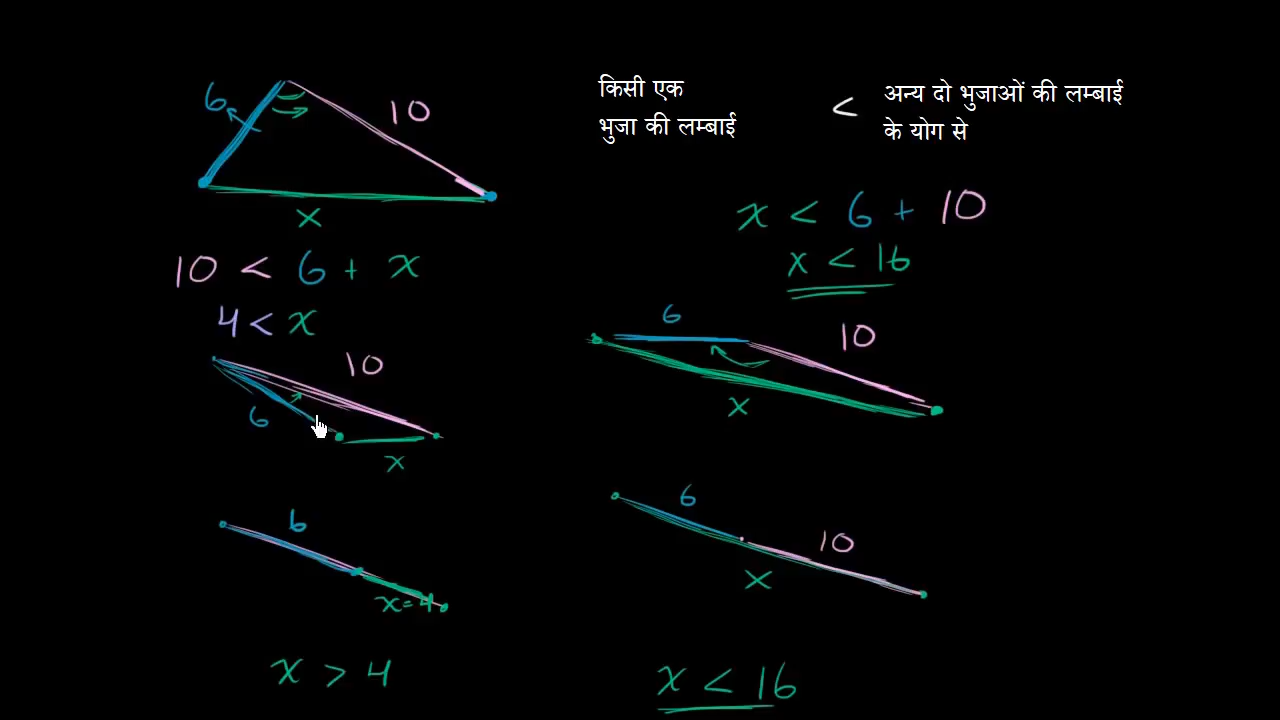 किसी एक
भुजा की लम्बाई
<
अन्य दो भुजाओं की लम्बाई
के योग से
6
10
x
x < 6 + 10
x < 16
10 < 6 + x
4 < x
10
6
x
6
10
x
6
x=4
6
10
x
x > 4
x < 16